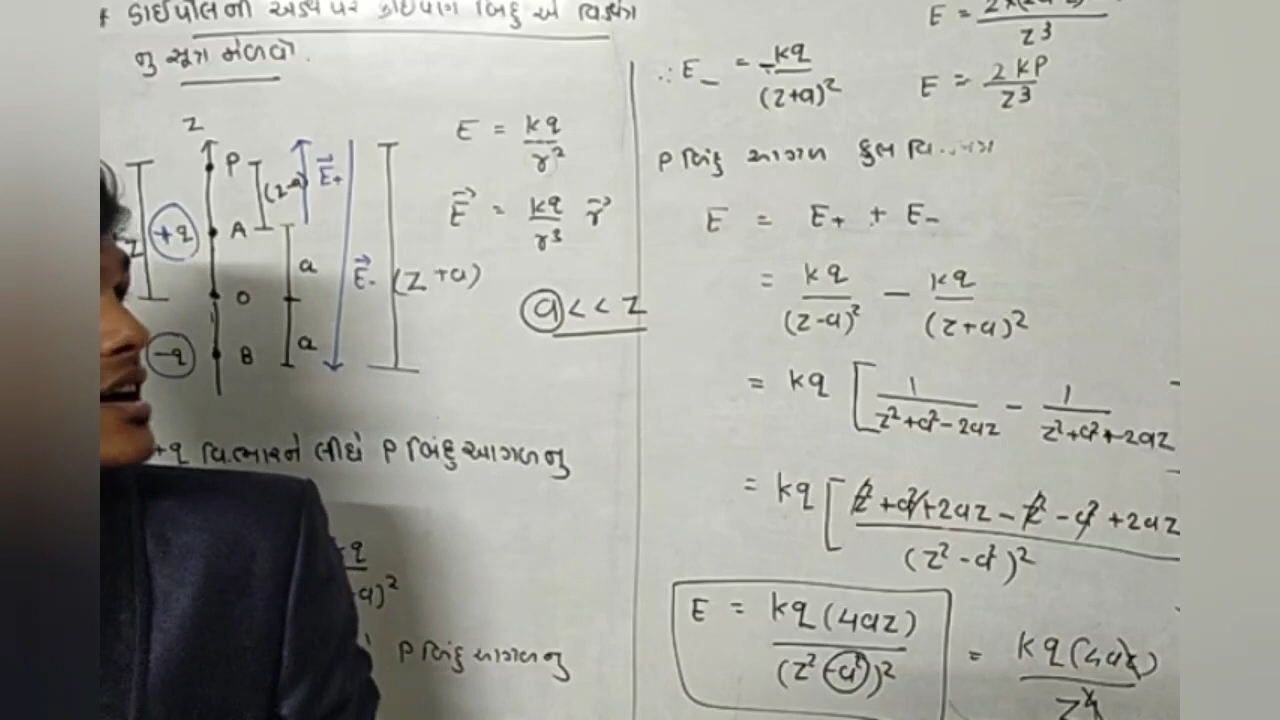 * ડાઈપોલની અક્ષ પર કોઈપણ બિંદુ એ
નુ સૂત્ર મેળવો.
Z
P
(z-a)
E⃗+
+q
A
a
Z
O
E⃗-
(Z+a)
-q
B
a
E = kq / r²
E⃗ = kq / r³ r⃗
a << Z
+q વિ.ભારને લીધે P બિંદુ આગળનુ
P બિંદુ આગળનુ
E = 2kP / Z³
∴ E₋ = -kq / (z+a)²
P બિંદુ આગળ કુલ
E = E₊ + E₋
= kq / (z-a)² - kq / (z+a)²
= kq [ 1 / z²+a²-2az - 1 / z²+a²+2az
= kq [ z²+a²+2az-z²-a²+2az / (z²-a²)²
E = kq(4az) / (z²-a²)² = kq(4az) / z⁴